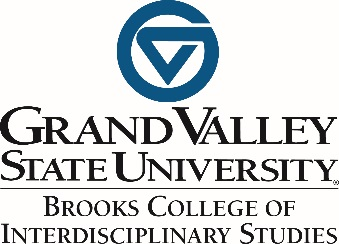 GRAND VALLEY
STATE UNIVERSITY®
BROOKS COLLEGE OF
INTERDISCIPLINARY STUDIES